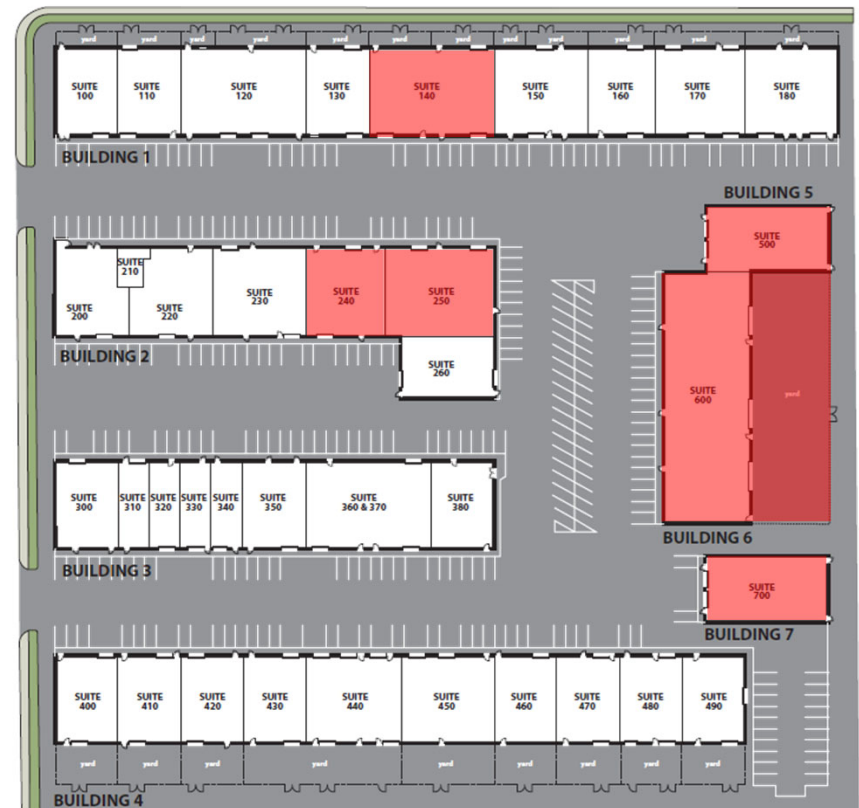 yard yard yard yard yard yard yard yard yard yard yard yard
SUITE 100
SUITE 110
SUITE 120
SUITE 130
SUITE 140
SUITE 150
SUITE 160
SUITE 170
SUITE 180
BUILDING 1
BUILDING 5
SUITE 500
SUITE 200
SUITE 210
SUITE 220
SUITE 230
SUITE 240
SUITE 250
SUITE 260
BUILDING 2
SUITE 600
BUILDING 6
SUITE 300
SUITE 310
SUITE 320
SUITE 330
SUITE 340
SUITE 350
SUITE 360 & 370
SUITE 380
BUILDING 3
SUITE 700
BUILDING 7
SUITE 400
SUITE 410
SUITE 420
SUITE 430
SUITE 440
SUITE 450
SUITE 460
SUITE 470
SUITE 480
SUITE 490
yard yard yard yard yard yard yard yard yard
BUILDING 4